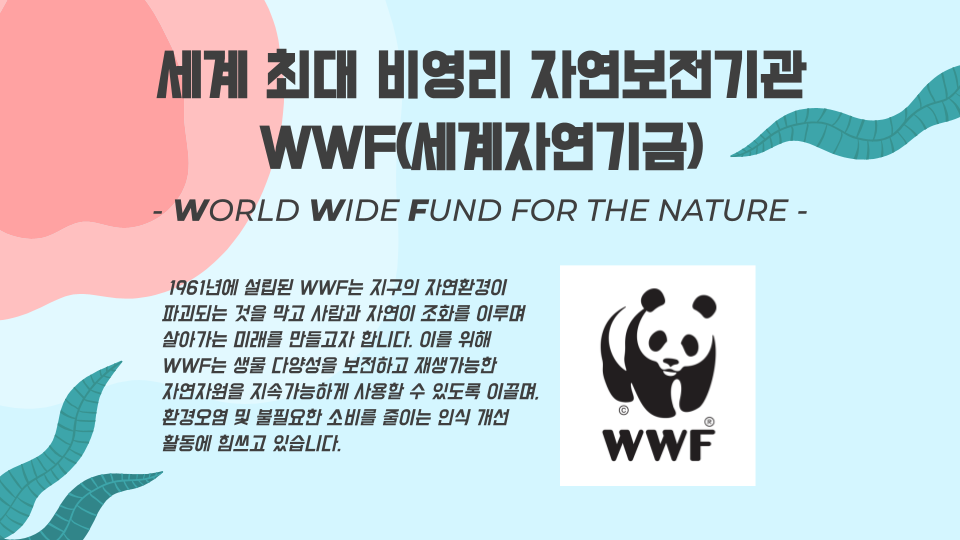 세계 최대 비영리 자연보전기관
WWF(세계자연기금)
- WORLD WIDE FUND FOR THE NATURE -
1961년에 설립된 WWF는 지구의 자연환경이
파괴되는 것을 막고 사람과 자연이 조화를 이루며
살아가는 미래를 만들고자 합니다. 이를 위해
WWF는 생물 다양성을 보전하고 재생가능한
자연자원을 지속가능하게 사용할 수 있도록 이끌며,
환경오염 및 불필요한 소비를 줄이는 인식 개선
활동에 힘쓰고 있습니다.
©
®
WWF